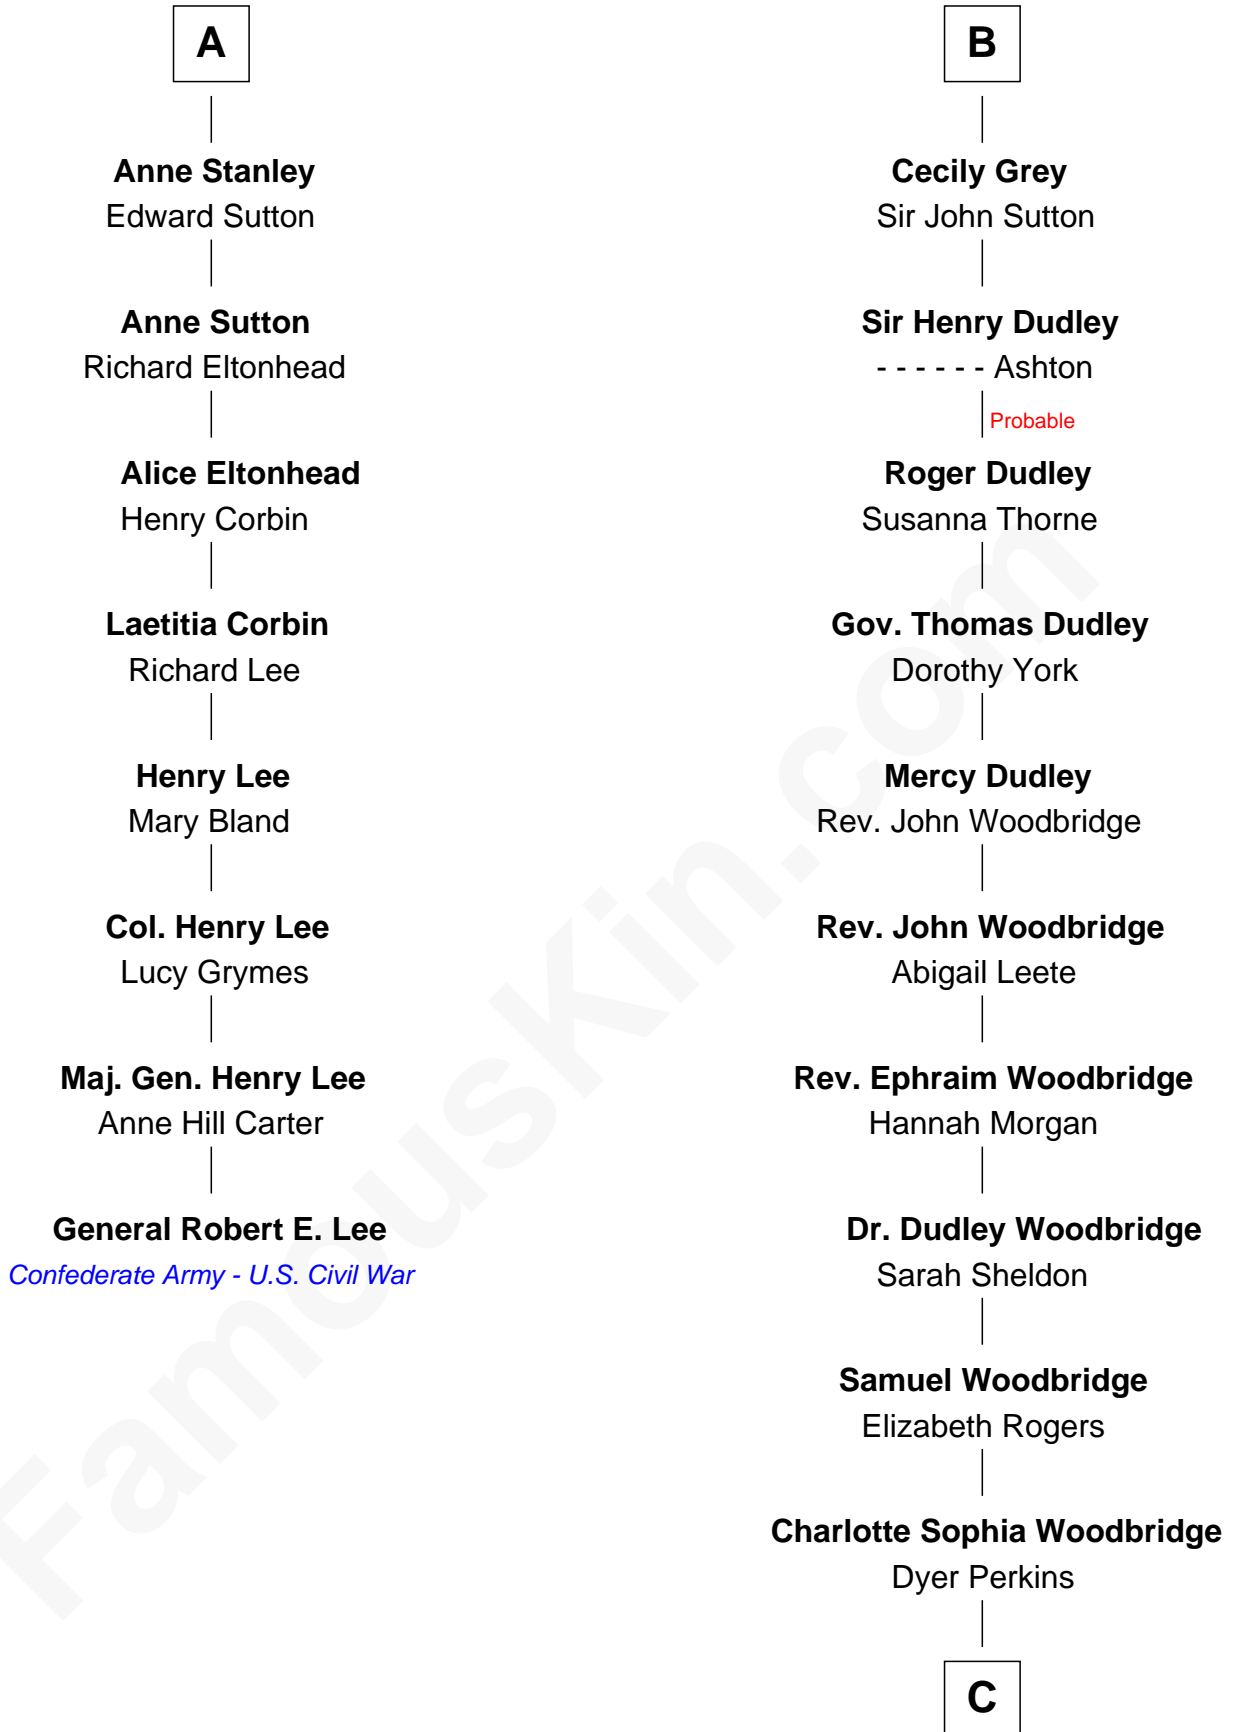 A
Anne Stanley
Edward Sutton
Anne Sutton
Richard Eltonhead
Alice Eltonhead
Henry Corbin
Laetitia Corbin
Richard Lee
Henry Lee
Mary Bland
Col. Henry Lee
Lucy Grymes
Maj. Gen. Henry Lee
Anne Hill Carter
General Robert E. Lee
Confederate Army - U.S. Civil War
B
Cecily Grey
Sir John Sutton
Sir Henry Dudley
- - - - - - Ashton
Probable
Roger Dudley
Susanna Thorne
Gov. Thomas Dudley
Dorothy York
Mercy Dudley
Rev. John Woodbridge
Rev. John Woodbridge
Abigail Leete
Rev. Ephraim Woodbridge
Hannah Morgan
Dr. Dudley Woodbridge
Sarah Sheldon
Samuel Woodbridge
Elizabeth Rogers
Charlotte Sophia Woodbridge
Dyer Perkins
C
FamousKin.com